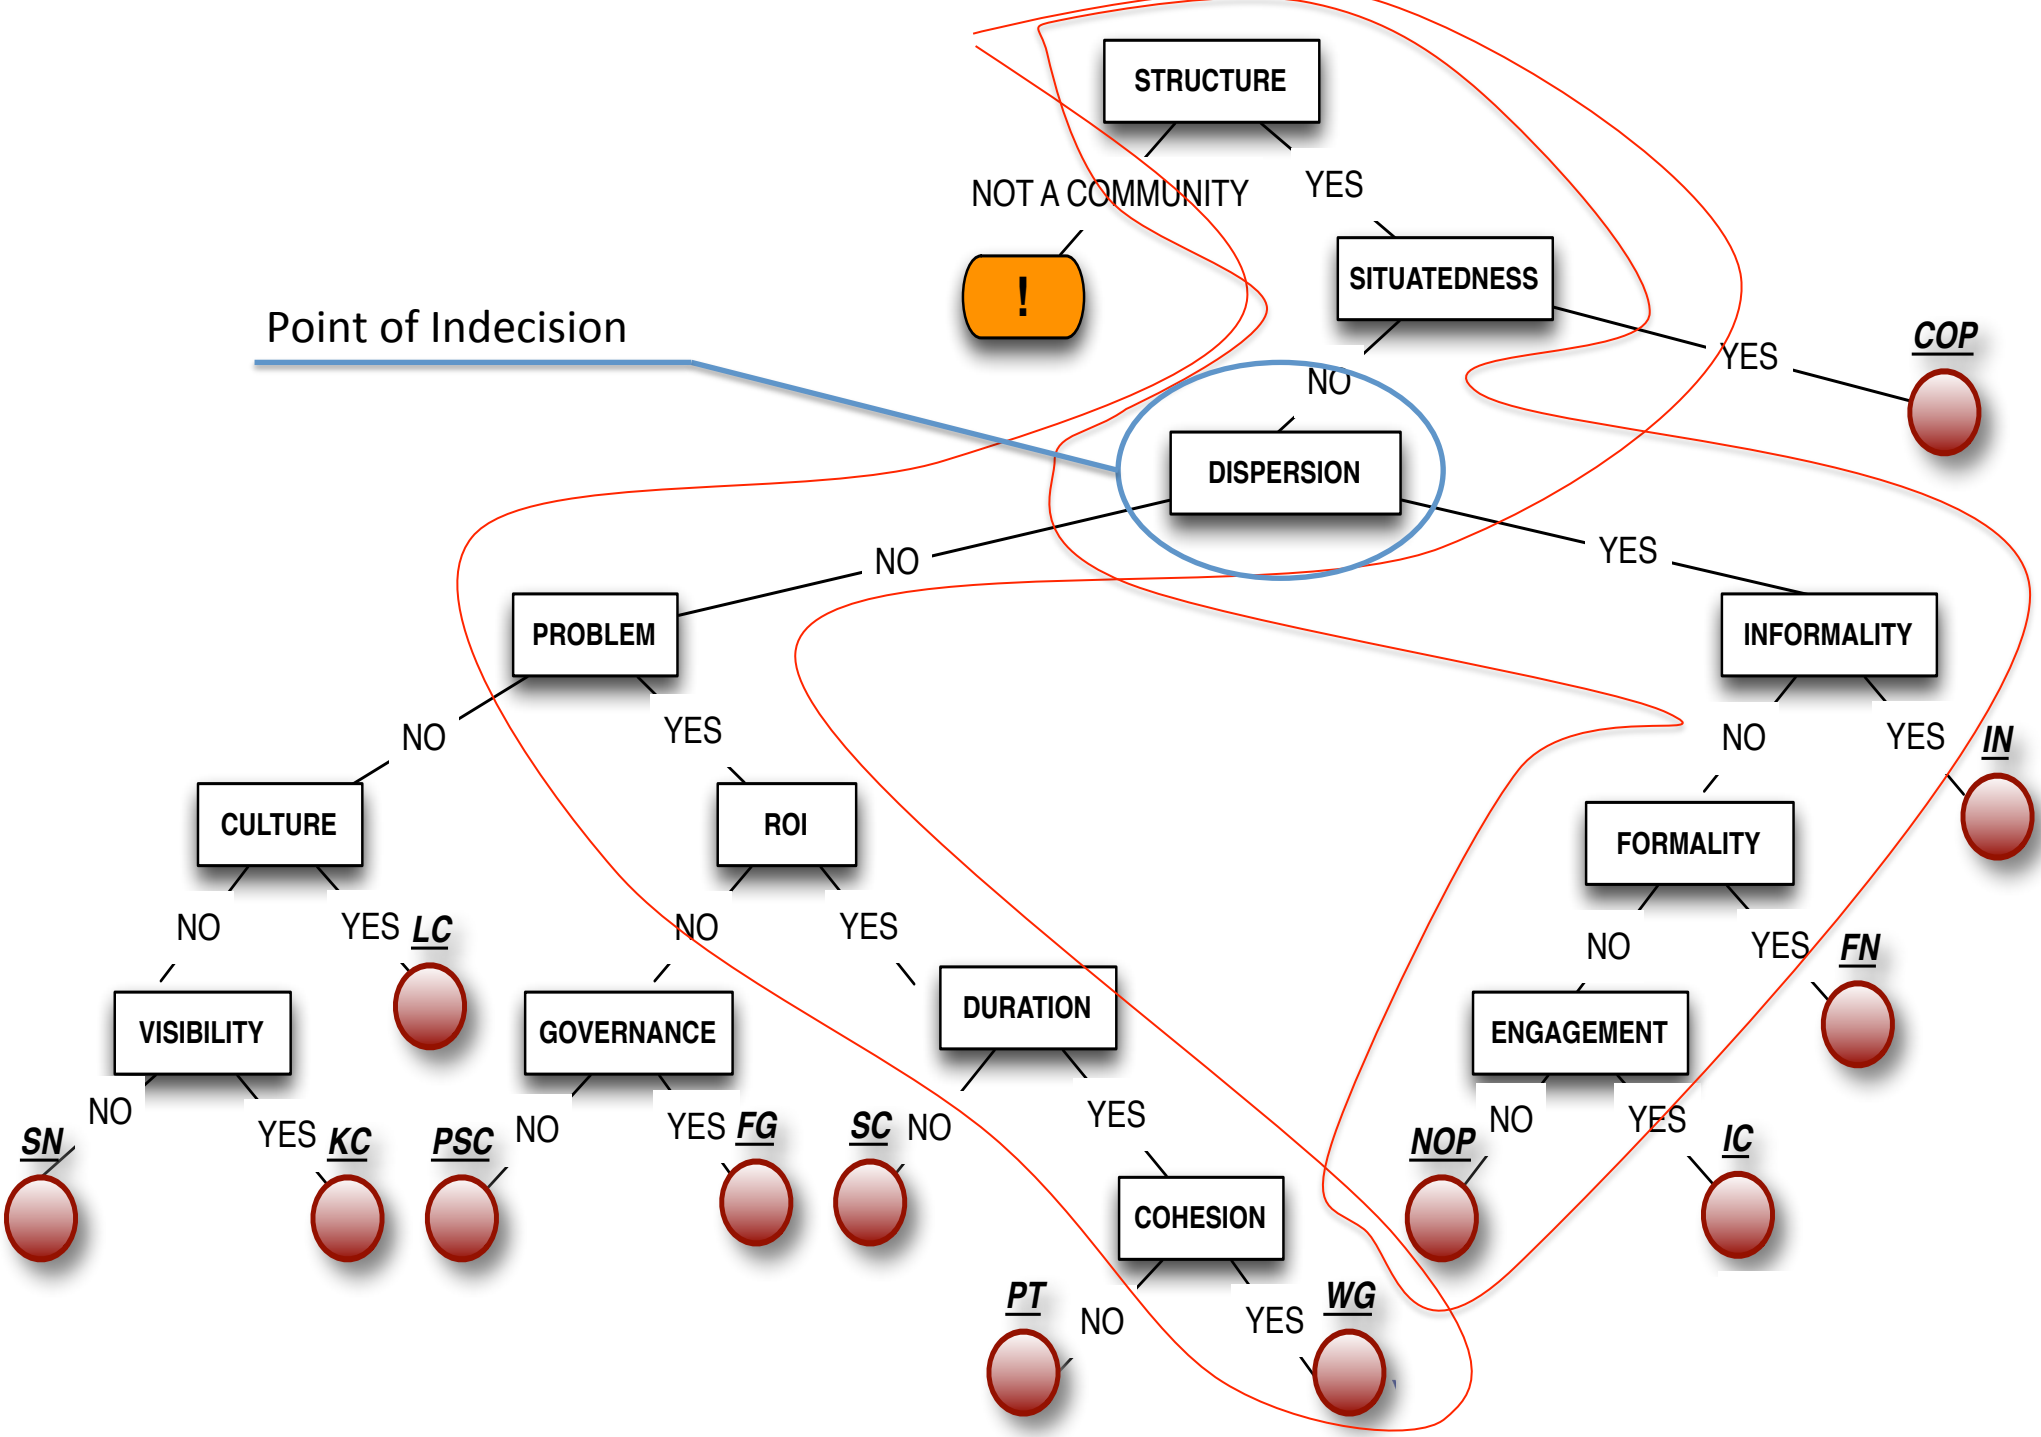 STRUCTURE
NOT A COMMUNITY
YES
!
SITUATEDNESS
Point of Indecision
NO
YES
COP
DISPERSION
NO
YES
PROBLEM
INFORMALITY
NO
YES
NO
YES
IN
CULTURE
ROI
FORMALITY
NO
YES
LC
NO
YES
NO
YES
FN
VISIBILITY
GOVERNANCE
DURATION
ENGAGEMENT
NO
YES
NO
YES
NO
YES
NO
YES
SN
KC
PSC
FG
SC
NOP
IC
COHESION
PT
NO
YES
WG